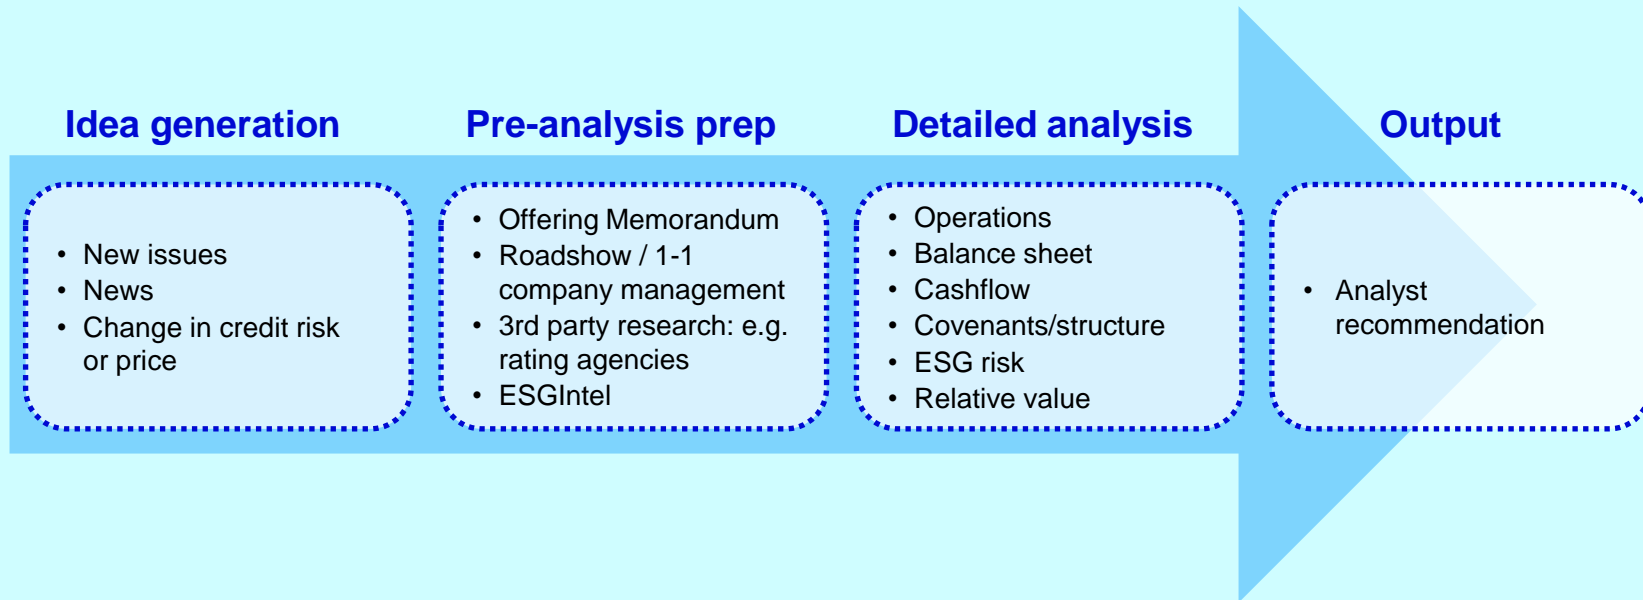 Idea generation
Pre-analysis prep
Detailed analysis
Output
• New issues
• News
• Change in credit risk
or price
• Offering Memorandum
• Roadshow / 1-1
company management
• 3rd party research: e.g.
rating agencies
• ESGIntel
• Operations
• Balance sheet
• Cashflow
• Covenants/structure
• ESG risk
• Relative value
• Analyst
recommendation